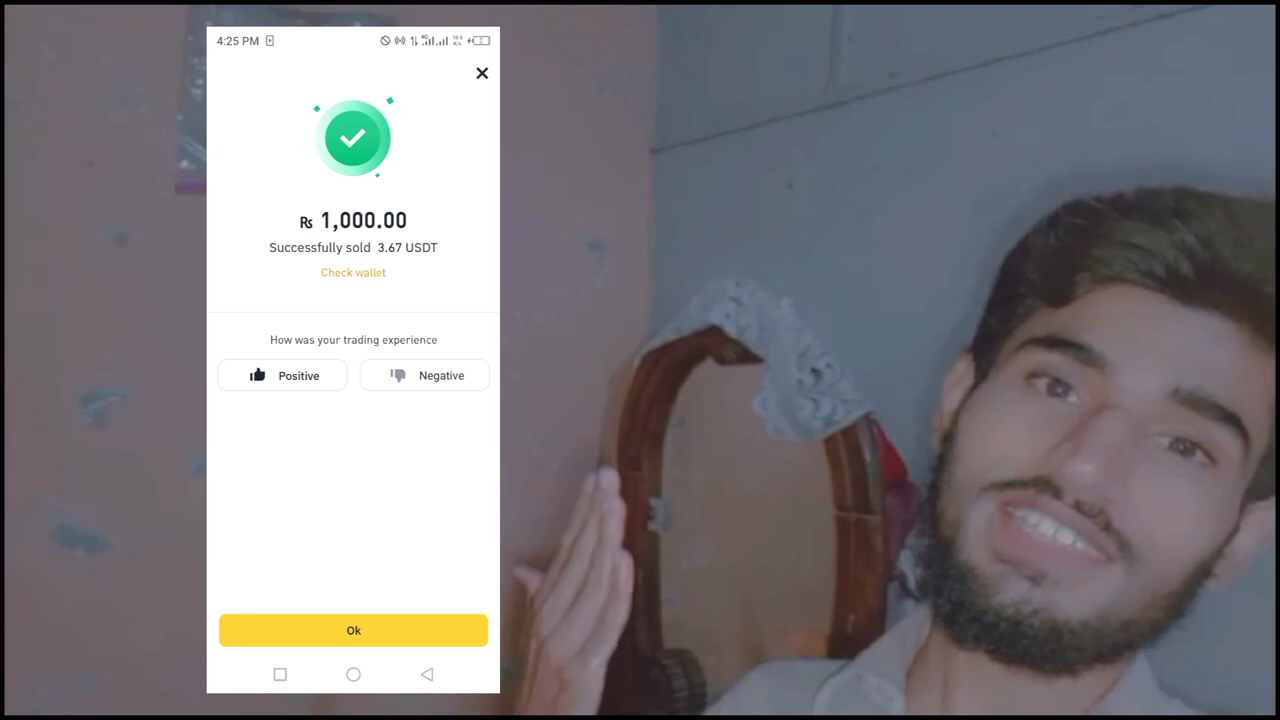 4:25 PM
₨ 1,000.00
Successfully sold 3.67 USDT
Check wallet
How was your trading experience
Positive
Negative
Ok